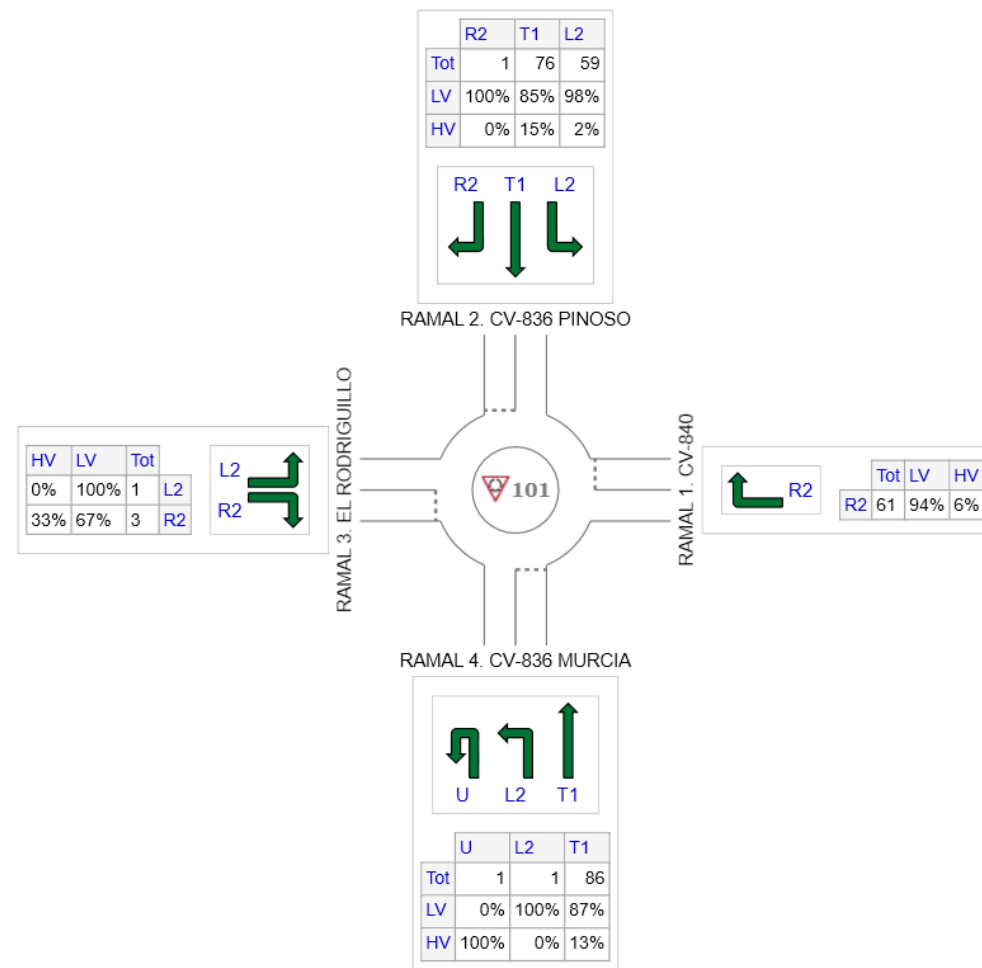 R2 T1 L2
Tot 1 76 59
LV 100% 85% 98%
HV 0% 15% 2%
R2 T1 L2
RAMAL 2. CV-836 PINOSO
HV LV Tot
0% 100% 1 L2
33% 67% 3 R2
L2
R2
RAMAL 3. EL RODRIGUILLO
101
RAMAL 1. CV-840
R2
Tot LV HV
R2 61 94% 6%
RAMAL 4. CV-836 MURCIA
U L2 T1
U L2 T1
Tot 1 1 86
LV 0% 100% 87%
HV 100% 0% 13%